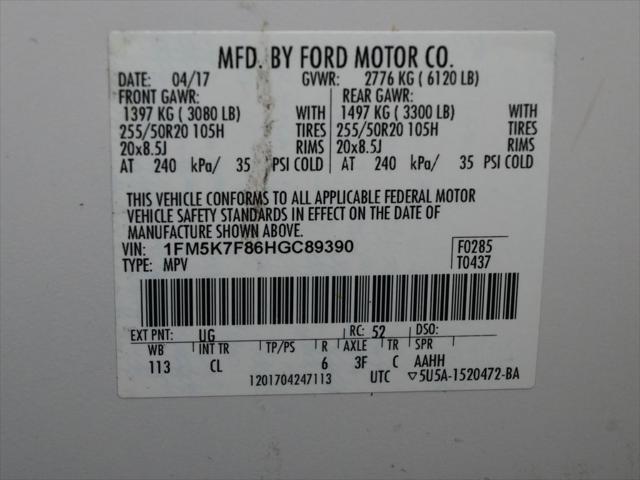 MFD. BY FORD MOTOR CO.
DATE: 04/17 GVWR: 2776 KG ( 6120 LB)
FRONT GAWR: REAR GAWR:
1397 KG ( 3080 LB) WITH 1497 KG ( 3300 LB) WITH
255/50R20 105H TIRES 255/50R20 105H TIRES
20x8.5J RIMS 20x8.5J RIMS
AT 240 kPa/ 35 PSI COLD AT 240 kPa/ 35 PSI COLD
THIS VEHICLE CONFORMS TO ALL APPLICABLE FEDERAL MOTOR
VEHICLE SAFETY STANDARDS IN EFFECT ON THE DATE OF
MANUFACTURE SHOWN ABOVE.
VIN: 1FM5K7F86HGC89390 F0285
TYPE: MPV T0437
EXT PNT: UG RC: 52 DSO:
WB INT TR TP/PS R AXLE TR SPR
113 CL 6 3F C AAHH
1201704247113 UTC ▽5U5A-1520472-BA